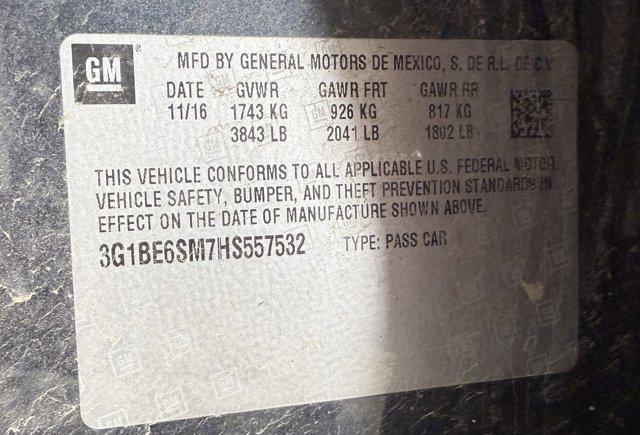 GM
MFD BY GENERAL MOTORS DE MEXICO, S. DE R.L. DE C.V.
DATE GVWR GAWR FRT GAWR RR
11/16 1743 KG 926 KG 817 KG
3843 LB 2041 LB 1802 LB
THIS VEHICLE CONFORMS TO ALL APPLICABLE U.S. FEDERAL MOTOR
VEHICLE SAFETY, BUMPER, AND THEFT PREVENTION STANDARDS IN
EFFECT ON THE DATE OF MANUFACTURE SHOWN ABOVE.
3G1BE6SM7HS557532 TYPE: PASS CAR